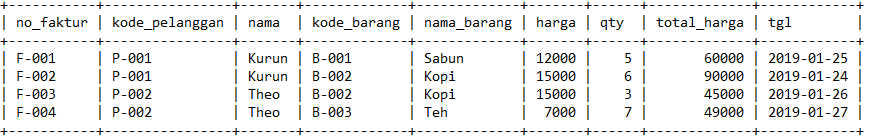 +-----------+----------------+-------+-------------+-------------+-------+-----+-------------+------------+
| no_faktur | kode_pelanggan | nama  | kode_barang | nama_barang | harga | qty | total_harga | tgl        |
+-----------+----------------+-------+-------------+-------------+-------+-----+-------------+------------+
| F-001     | P-001          | Kurun | B-001       | Sabun       | 12000 |   5 |       60000 | 2019-01-25 |
| F-002     | P-001          | Kurun | B-002       | Kopi        | 15000 |   6 |       90000 | 2019-01-24 |
| F-003     | P-002          | Theo  | B-002       | Kopi        | 15000 |   3 |       45000 | 2019-01-26 |
| F-004     | P-002          | Theo  | B-003       | Teh         |  7000 |   7 |       49000 | 2019-01-27 |
+-----------+----------------+-------+-------------+-------------+-------+-----+-------------+------------+